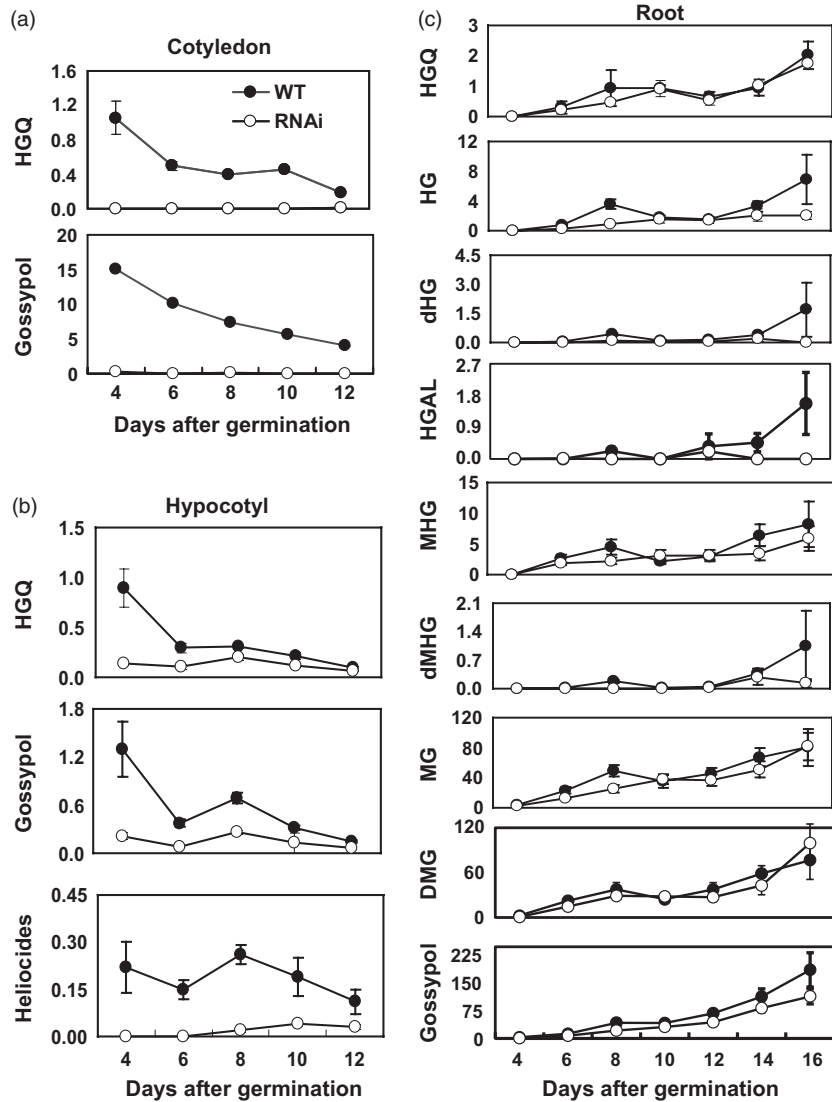 (a)
Cotyledon
WT
RNAi
HGQ
1.6
1.2
0.8
0.4
0.0
Gossypol
20
15
10
5
0
4 6 8 10 12
Days after germination
(b)
Hypocotyl
HGQ
1.5
1.0
0.5
0.0
Gossypol
1.8
1.2
0.6
0.0
Heliocides
0.45
0.30
0.15
0.00
4 6 8 10 12
Days after germination
(c)
Root
HGQ
3
2
1
0
HG
12
8
4
0
dHG
4.5
3.0
1.5
0.0
HGAL
2.7
1.8
0.9
0.0
MHG
15
10
5
0
dMHG
2.1
1.4
0.7
0.0
MG
120
80
40
0
DMG
120
60
0
Gossypol
225
150
75
0
4 6 8 10 12 14 16
Days after germination